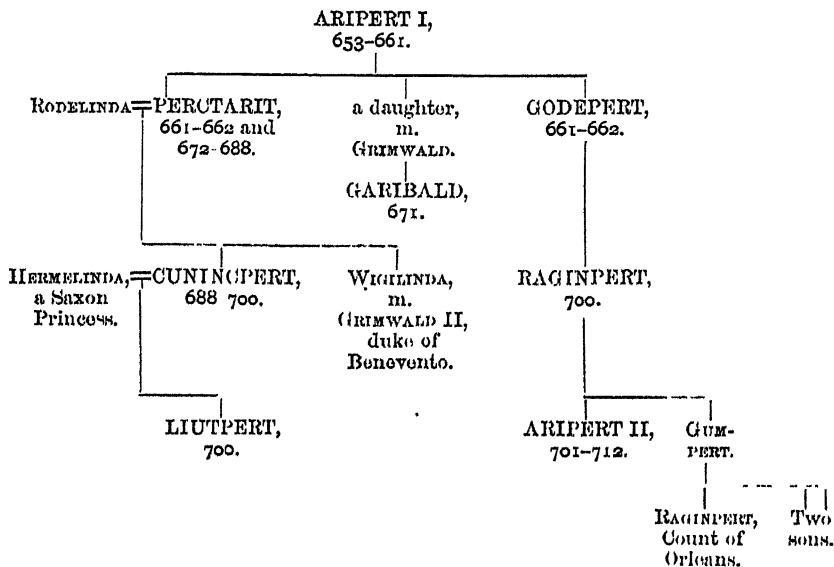 ARIPERT I,
653–661.
RODELINDA = PERCTARIT,
661–662 and
672–688.
a daughter,
m.
GRIMWALD.
GODEPERT,
661–662.
GARIBALD,
671.
HERMELINDA,
a Saxon
Princess.
= CUNINCPERT,
688 700.
WIGILINDA,
m.
GRIMWALD II,
duke of
Benevento.
RAGINPERT,
700.
LIUTPERT,
700.
ARIPERT II,
701–712.
GUM-
PERT.
RAGINPERT,
Count of
Orleans.
Two
sons.